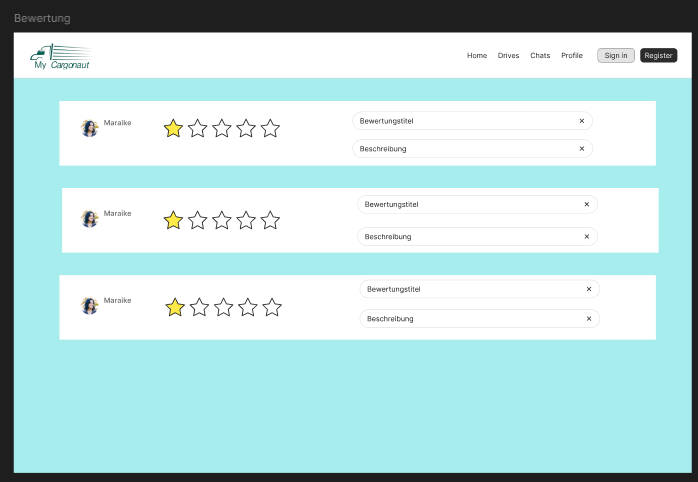 Bewertung
My Cargonaut
Home Drives Chats Profile Sign in Register
Maraike
Bewertungstitel
Beschreibung
Maraike
Bewertungstitel
Beschreibung
Maraike
Bewertungstitel
Beschreibung